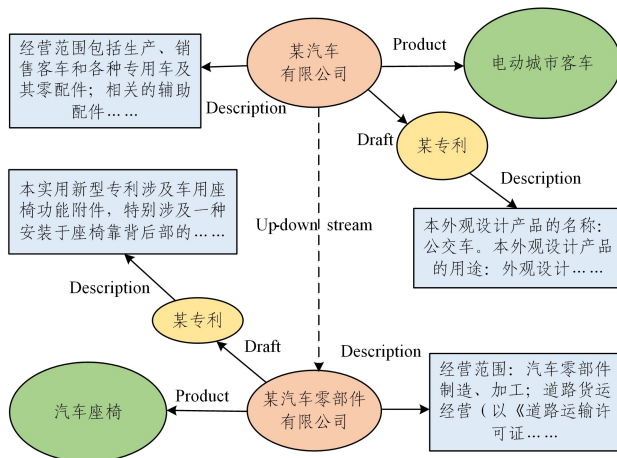 经营范围包括生产、销
售客车和各种专用车及
其零配件；相关的辅助
配件……
某汽车
有限公司
Product
电动城市客车
Description
Draft
某专利
Description
本实用新型专利涉及车用座
椅功能附件，特别涉及一种
安装于座椅靠背后部的……
Up-down stream
本外观设计产品的名称：
公交车。本外观设计产品
的用途：外观设计……
Description
某专利
Draft
Description
汽车座椅
Product
某汽车零部件
有限公司
经营范围：汽车零部件
制造、加工；道路货运
经营（以《道路运输许
可证……